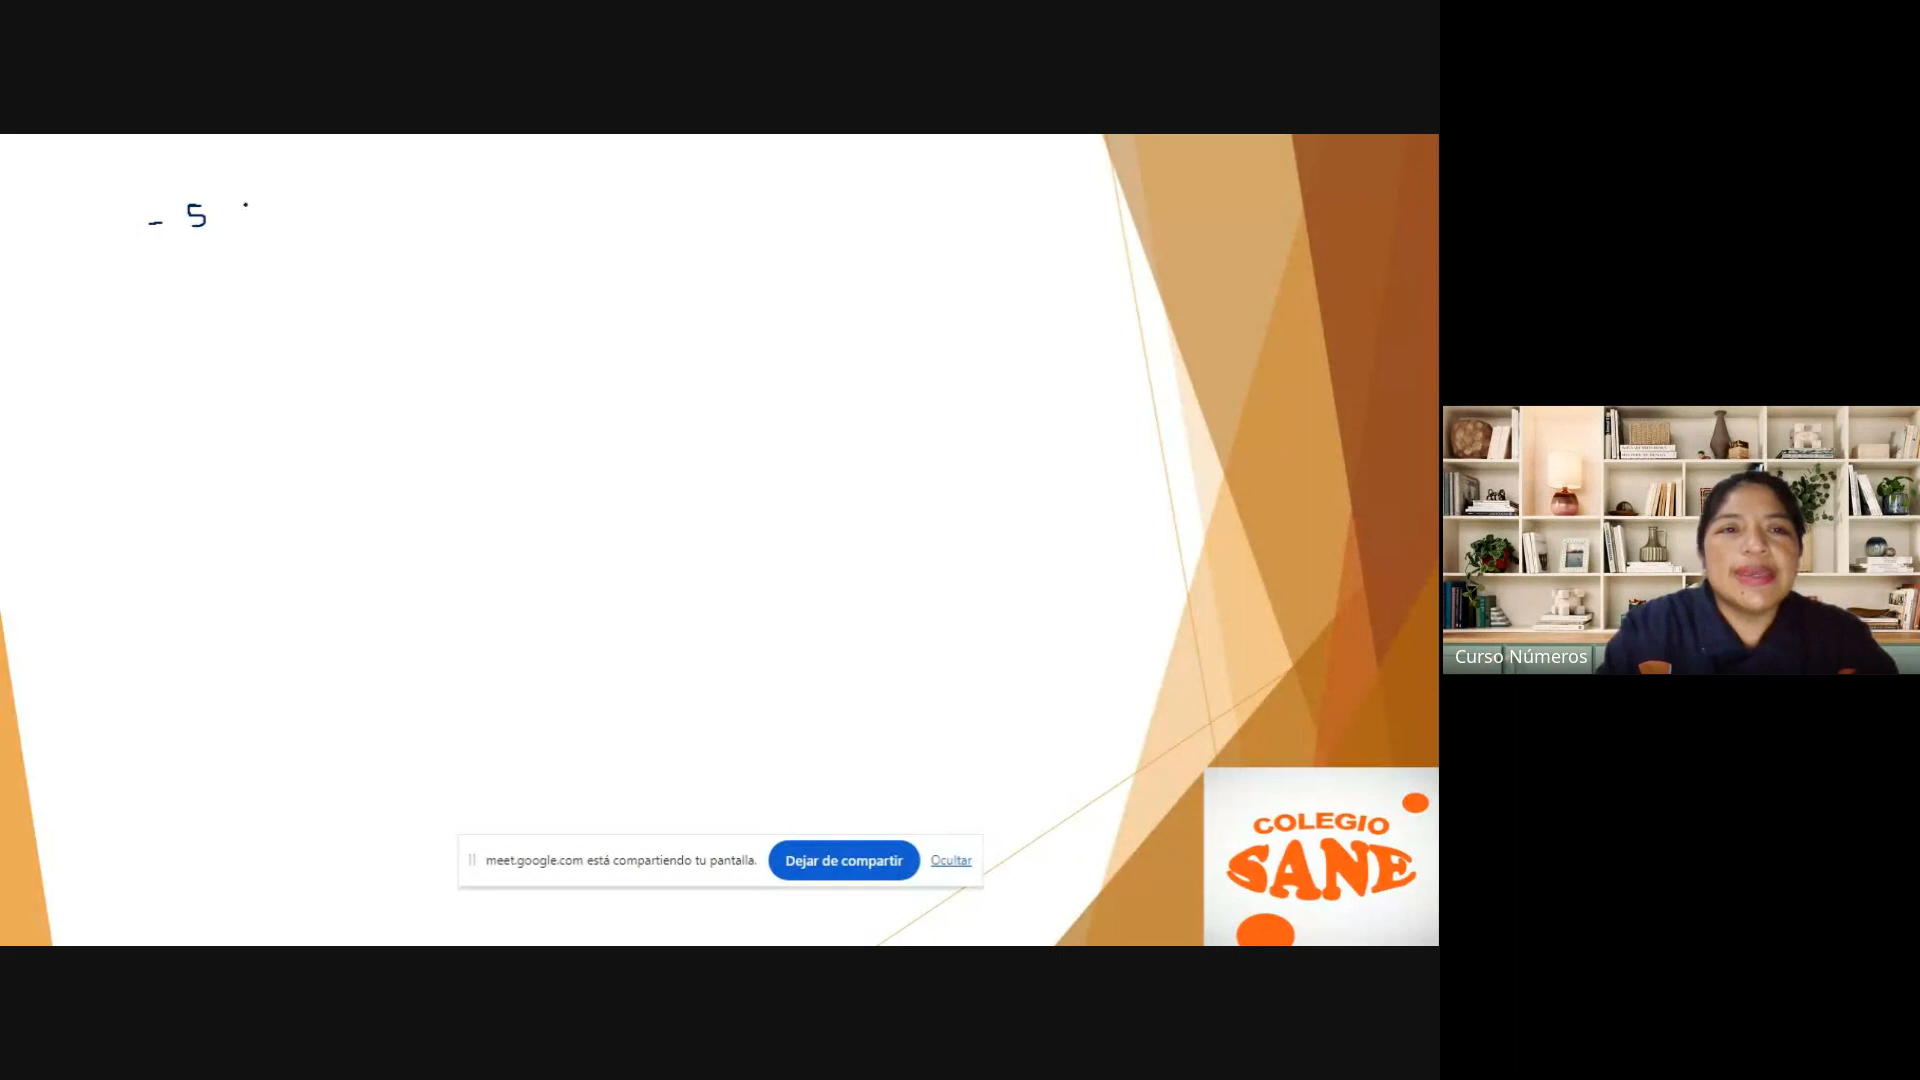 - 5 .
meet.google.com está compartiendo tu pantalla. Dejar de compartir Ocultar
COLEGIO
SANE
Curso Números